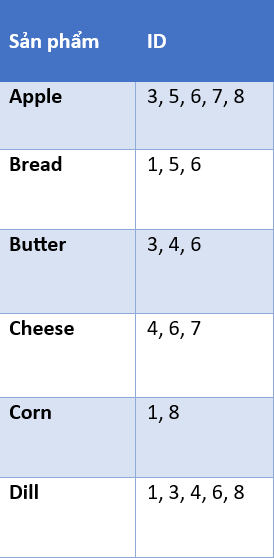 Sản phẩm ID
Apple 3, 5, 6, 7, 8
Bread 1, 5, 6
Butter 3, 4, 6
Cheese 4, 6, 7
Corn 1, 8
Dill 1, 3, 4, 6, 8